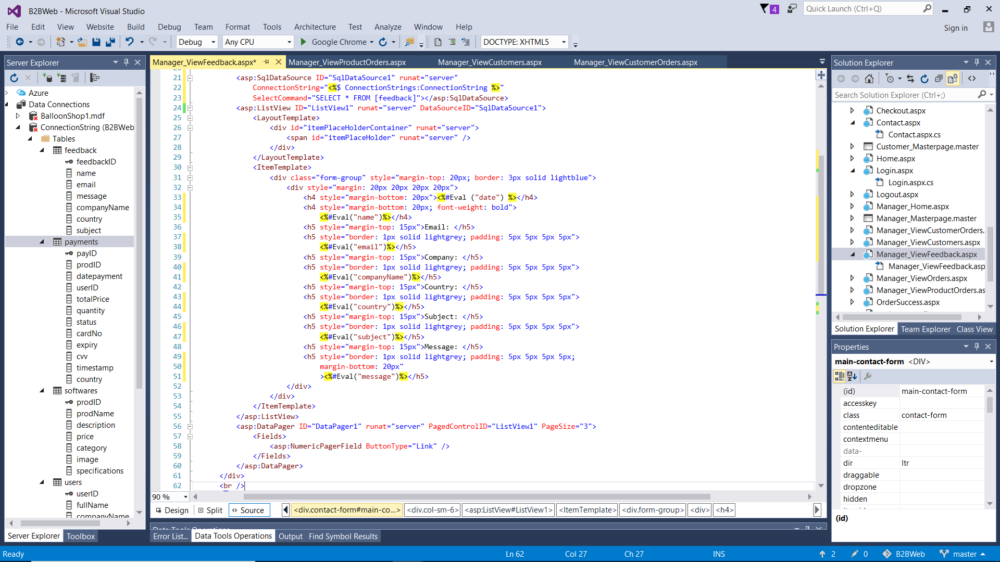 B2BWeb - Microsoft Visual Studio
4
Quick Launch (Ctrl+Q)
File Edit View Website Build Debug Team Format Tools Architecture Test Analyze Window Help
Sign in
Debug
Any CPU
Google Chrome
DOCTYPE: XHTML5
Server Explorer
Azure
Data Connections
BalloonShop1.mdf
ConnectionString (B2BWeb
Tables
feedback
feedbackID
name
email
message
companyName
country
subject
payments
payID
prodID
datepayment
userID
totalPrice
quantity
status
cardNo
expiry
cvv
timestamp
country
softwares
prodID
prodName
description
price
category
image
specifications
users
userID
fullName
companyName
Server Explorer
Toolbox
Manager_ViewFeedback.aspx*
Manager_ViewProductOrders.aspx
Manager_ViewCustomers.aspx
Manager_ViewCustomerOrders.aspx
20
21 <asp:SqlDataSource ID="SqlDataSource1" runat="server"
22 ConnectionString="<%$ ConnectionStrings:ConnectionString %>"
23 SelectCommand="SELECT * FROM [feedback]"></asp:SqlDataSource>
24 <asp:ListView ID="ListView1" runat="server" DataSourceID="SqlDataSource1">
25 <LayoutTemplate>
26 <div id="itemPlaceHolderContainer" runat="server">
27 <span id="itemPlaceHolder" runat="server" />
28 </div>
29 </LayoutTemplate>
30 <ItemTemplate>
31 <div class="form-group" style="margin-top: 20px; border: 3px solid lightblue">
32 <div style="margin: 20px 20px 20px 20px">
33 <h4 style="margin-bottom: 20px"><%#Eval ("date") %></h4>
34 <h4 style="margin-bottom: 20px; font-weight: bold">
35 <%#Eval("name")%></h4>
36 <h5 style="margin-top: 15px">Email: </h5>
37 <h5 style="border: 1px solid lightgrey; padding: 5px 5px 5px 5px">
38 <%#Eval("email")%></h5>
39 <h5 style="margin-top: 15px">Company: </h5>
40 <h5 style="border: 1px solid lightgrey; padding: 5px 5px 5px 5px">
41 <%#Eval("companyName")%></h5>
42 <h5 style="margin-top: 15px">Country: </h5>
43 <h5 style="border: 1px solid lightgrey; padding: 5px 5px 5px 5px">
44 <%#Eval("country")%></h5>
45 <h5 style="margin-top: 15px">Subject: </h5>
46 <h5 style="border: 1px solid lightgrey; padding: 5px 5px 5px 5px">
47 <%#Eval("subject")%></h5>
48 <h5 style="margin-top: 15px">Message: </h5>
49 <h5 style="border: 1px solid lightgrey; padding: 5px 5px 5px 5px;
50 margin-bottom: 20px"
51 ><%#Eval("message")%></h5>
52 </div>
53 </div>
54 </ItemTemplate>
55 </asp:ListView>
56 <asp:DataPager ID="DataPager1" runat="server" PagedControlID="ListView1" PageSize="3">
57 <Fields>
58 <asp:NumericPagerField ButtonType="Link" />
59 </Fields>
60 </asp:DataPager>
61 </div>
62 <br />
90 %
Design
Split
Source
<div.contact-form#main-co...>
<div.col-sm-6>
<asp:ListView#ListView1>
<ItemTemplate>
<div.form-group>
<div>
<h4>
Data Tools Operations
Error List...
Data Tools Operations
Output
Find Symbol Results
Solution Explorer
Search Solution Explorer (Ctrl+;)
Checkout.aspx
Contact.aspx
Contact.aspx.cs
Customer_Masterpage.master
Home.aspx
Login.aspx
Login.aspx.cs
Logout.aspx
Manager_Home.aspx
Manager_Masterpage.master
Manager_ViewCustomerOrders.
Manager_ViewCustomers.aspx
Manager_ViewFeedback.aspx
Manager_ViewFeedback.asp
Manager_ViewOrders.aspx
Manager_ViewProductOrders.as
OrderSuccess.aspx
Solution Explorer
Team Explorer
Class View
Properties
main-contact-form <DIV>
(id) main-contact-form
accesskey
class contact-form
contenteditable
contextmenu
data-
dir ltr
draggable
dropzone
hidden
(id)
Ready
Ln 62
Col 27
Ch 27
INS
2
0
B2BWeb
master